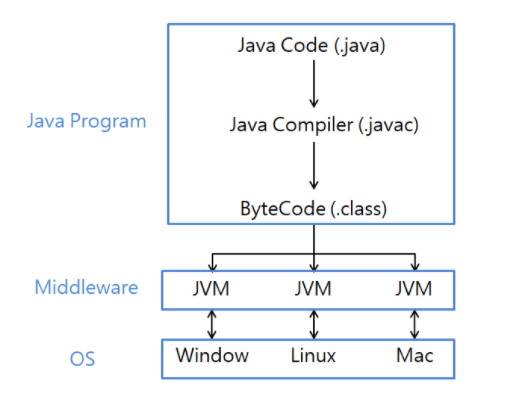 Java Code (.java)
Java Program
Java Compiler (.javac)
ByteCode (.class)
Middleware
JVM JVM JVM
OS
Window Linux Mac